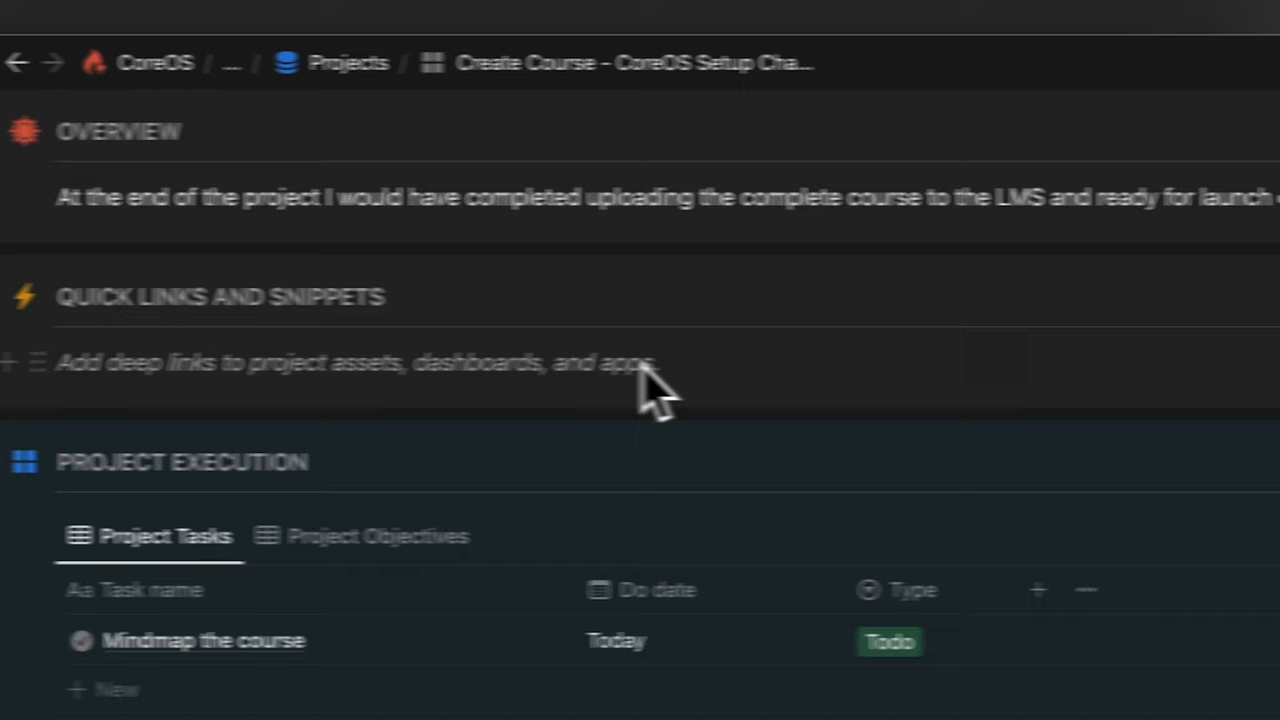 CoreOS / ... / Projects / Create Course - CoreOS Setup Cha...
OVERVIEW
At the end of the project I would have completed uploading the complete course to the LMS and ready for launch
QUICK LINKS AND SNIPPETS
Add deep links to project assets, dashboards, and apps.
PROJECT EXECUTION
Project Tasks Project Objectives
Aa Task name Do date Type
Mindmap the course Today Todo
+ New